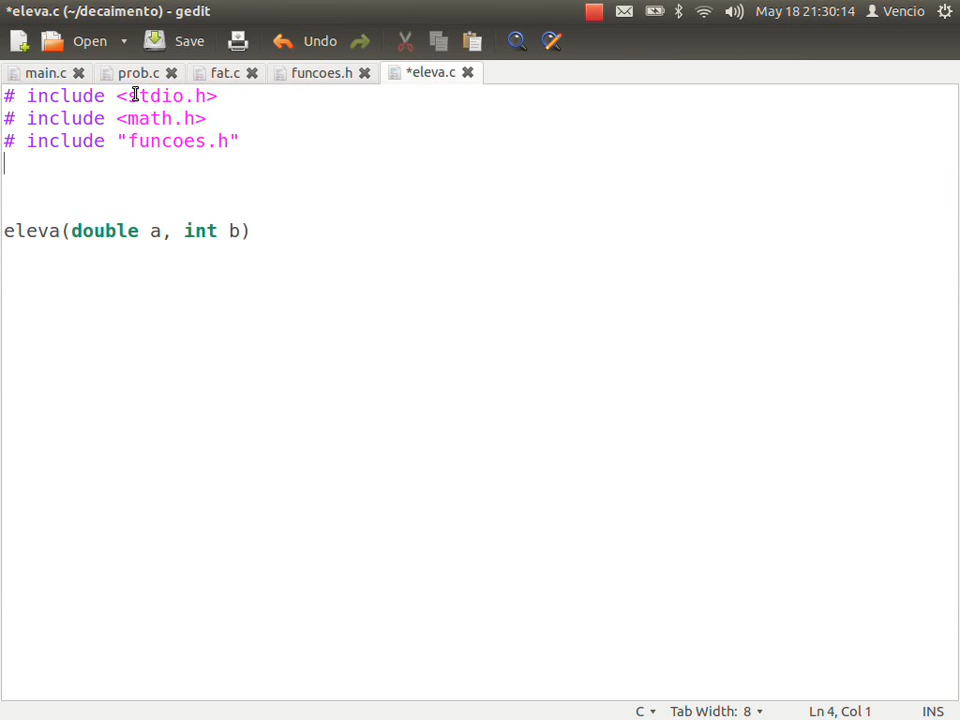 *eleva.c (~/decaimento) - gedit
May 18 21:30:14
Vencio
Open
Save
Undo
main.c
prob.c
fat.c
funcoes.h
*eleva.c
# include <stdio.h>
# include <math.h>
# include "funcoes.h"
eleva(double a, int b)
C
Tab Width: 8
Ln 4, Col 1
INS